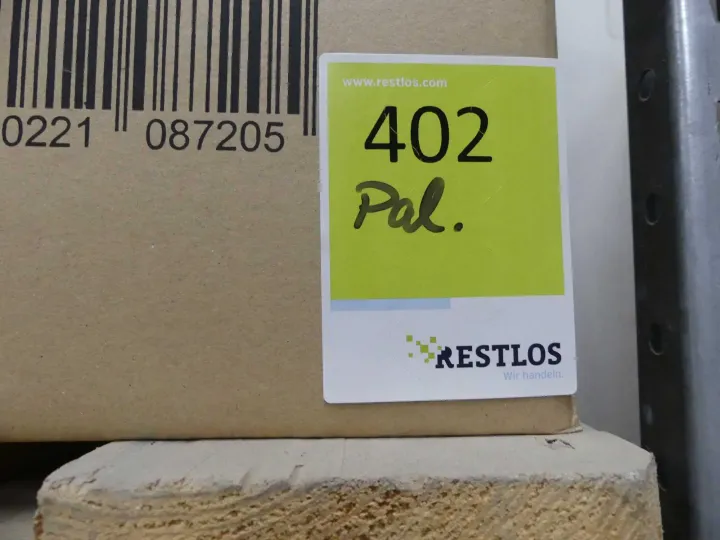 0221 087205
www.restlos.com
402
Pal.
RESTLOS
Wir handeln.